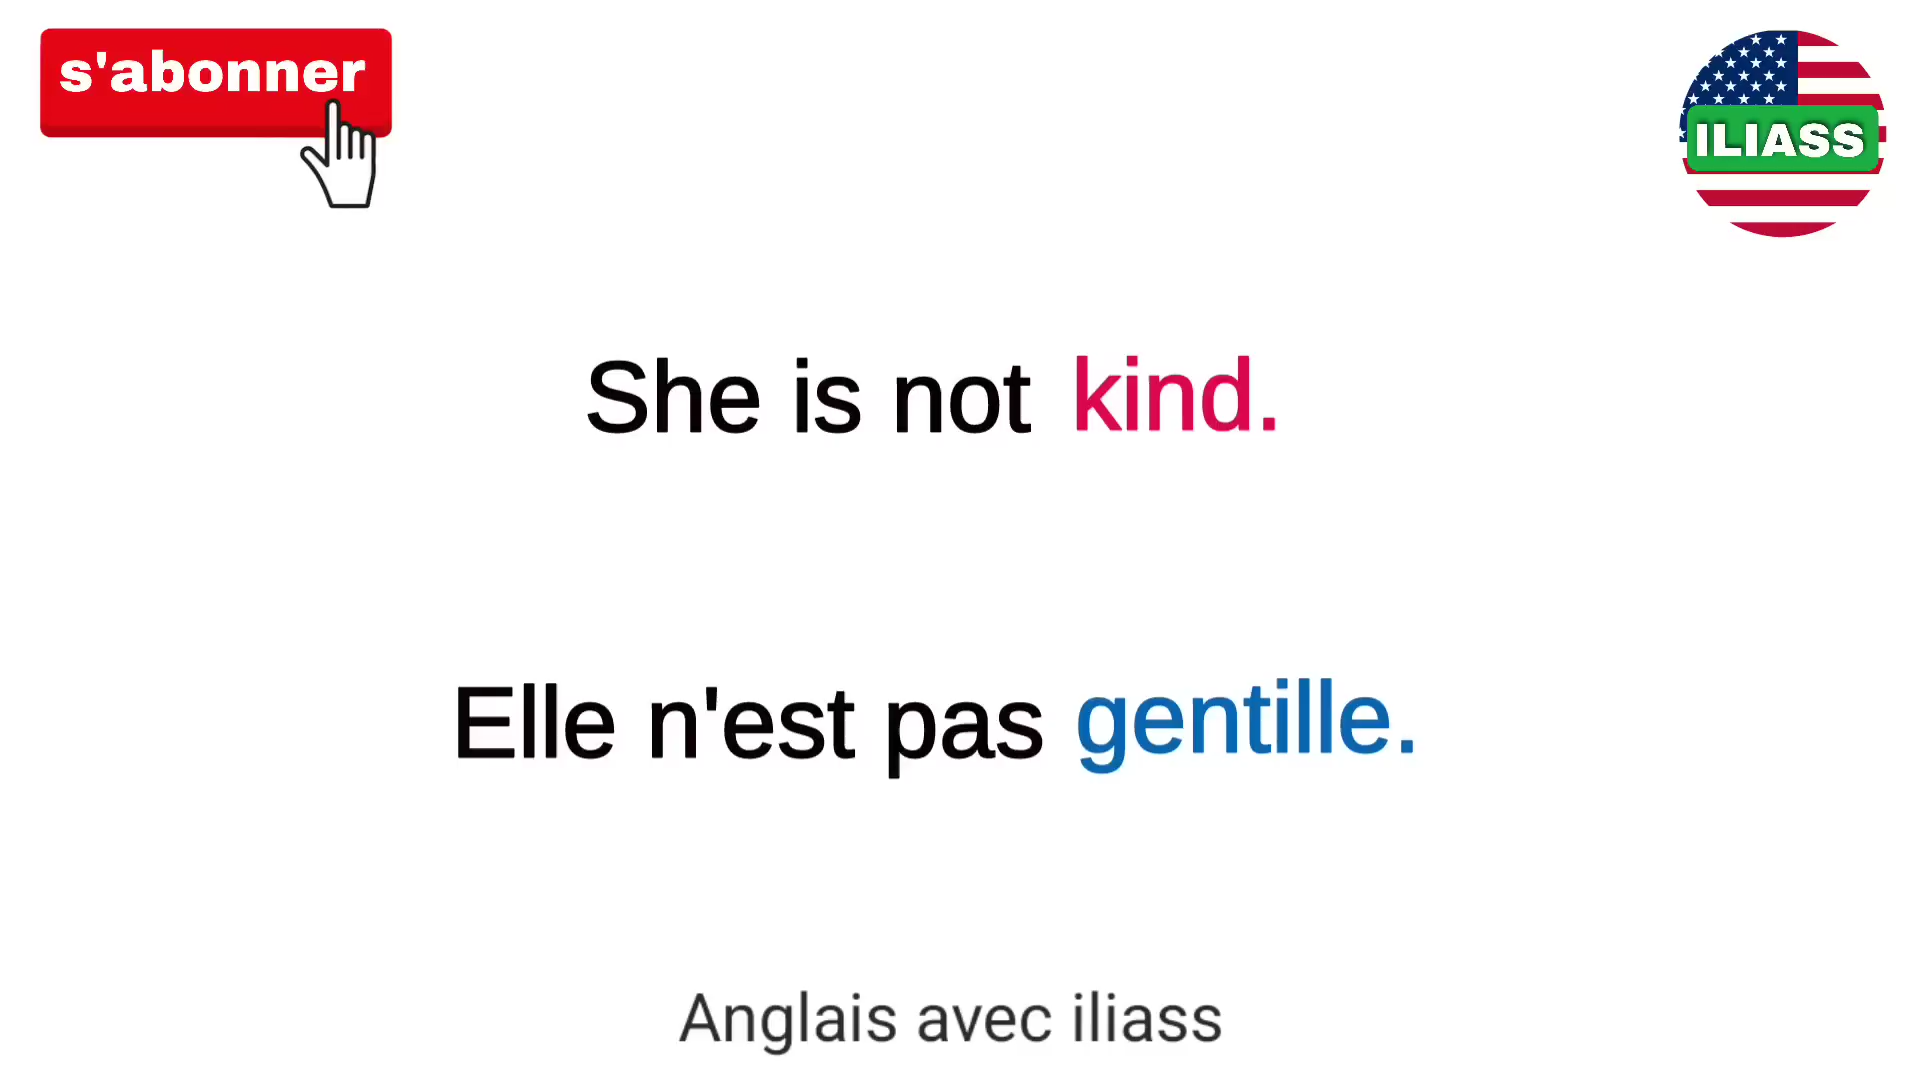 s'abonner
ILIASS
She is not kind.
Elle n'est pas gentille.
Anglais avec iliass